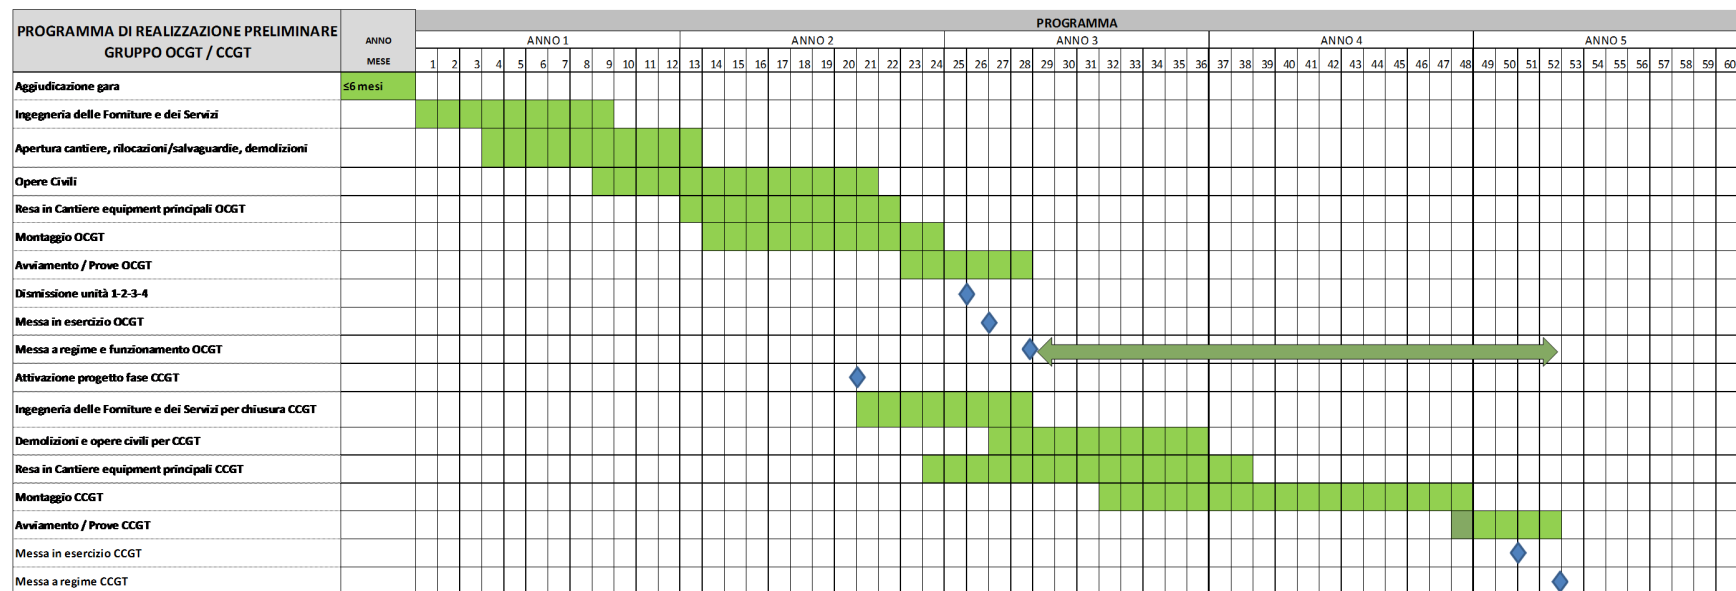 PROGRAMMA DI REALIZZAZIONE PRELIMINARE
GRUPPO OCGT / CCGT
ANNO
MESE
PROGRAMMA
ANNO 1 ANNO 2 ANNO 3 ANNO 4 ANNO 5
1 2 3 4 5 6 7 8 9 10 11 12 13 14 15 16 17 18 19 20 21 22 23 24 25 26 27 28 29 30 31 32 33 34 35 36 37 38 39 40 41 42 43 44 45 46 47 48 49 50 51 52 53 54 55 56 57 58 59 60
Aggiudicazione gara ≤6 mesi
Ingegneria delle Forniture e dei Servizi
Apertura cantiere, rilocazioni/salvaguardie, demolizioni
Opere Civili
Resa in Cantiere equipment principali OCGT
Montaggio OCGT
Avviamento / Prove OCGT
Dismissione unità 1-2-3-4
Messa in esercizio OCGT
Messa a regime e funzionamento OCGT
Attivazione progetto fase CCGT
Ingegneria delle Forniture e dei Servizi per chiusura CCGT
Demolizioni e opere civili per CCGT
Resa in Cantiere equipment principali CCGT
Montaggio CCGT
Avviamento / Prove CCGT
Messa in esercizio CCGT
Messa a regime CCGT